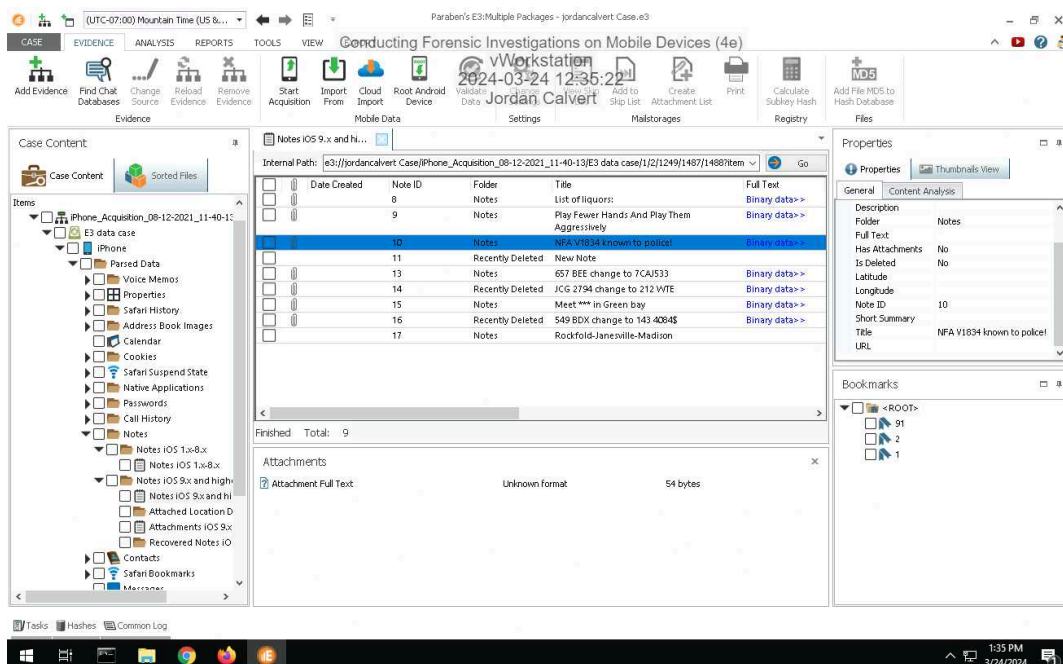 (UTC-07:00) Mountain Time (US &...
Paraben's E3:Multiple Packages - jordancalvert Case.e3
CASE EVIDENCE ANALYSIS REPORTS TOOLS VIEW
Conducting Forensic Investigations on Mobile Devices (4e)
vWorkstation
2024-03-24 12:35:22
Jordan Calvert
Add Evidence
Find Chat Databases
Change Source
Reload Evidence
Remove Evidence
Start Acquisition
Import From
Cloud Import
Root Android Device
Validate Data
Add to Skip List
Create Attachment List
Print
Calculate Subkey Hash
MD5
Add File MD5 to Hash Database
Evidence
Mobile Data
Settings
Mailstorages
Registry
Files
Case Content
Case Content
Sorted Files
Items
iPhone_Acquisition_08-12-2021_11-40-13
E3 data case
iPhone
Parsed Data
Voice Memos
Properties
Safari History
Address Book Images
Calendar
Cookies
Safari Suspend State
Native Applications
Passwords
Call History
Notes
Notes iOS 1.x-8.x
Notes iOS 1.x-8.x
Notes iOS 9.x and high
Notes iOS 9.x and hi
Attached Location D
Attachments iOS 9.x
Recovered Notes iO
Contacts
Safari Bookmarks
Messages
Notes iOS 9.x and hi...
Internal Path: e3://jordancalvert Case/iPhone_Acquisition_08-12-2021_11-40-13/E3 data case/1/2/1249/1487/1488?item
Go
Date Created Note ID Folder Title Full Text
8 Notes List of liquors: Binary data>>
9 Notes Play Fewer Hands And Play Them Aggressively Binary data>>
10 Notes NFA V1834 known to police! Binary data>>
11 Recently Deleted New Note
13 Notes 657 BEE change to 7CAJ533 Binary data>>
14 Recently Deleted JCG 2794 change to 212 WTE Binary data>>
15 Notes Meet *** in Green bay Binary data>>
16 Recently Deleted 549 BDX change to 143 4084$ Binary data>>
17 Notes Rockfold-Janesville-Madison
Finished Total: 9
Attachments
Attachment Full Text Unknown format 54 bytes
Properties
Properties
Thumbnails View
General
Content Analysis
Description
Folder Notes
Full Text
Has Attachments No
Is Deleted No
Latitude
Longitude
Note ID 10
Short Summary
Title NFA V1834 known to police!
URL
Bookmarks
<ROOT>
91
2
1
Tasks Hashes Common Log
1:35 PM
3/24/2024